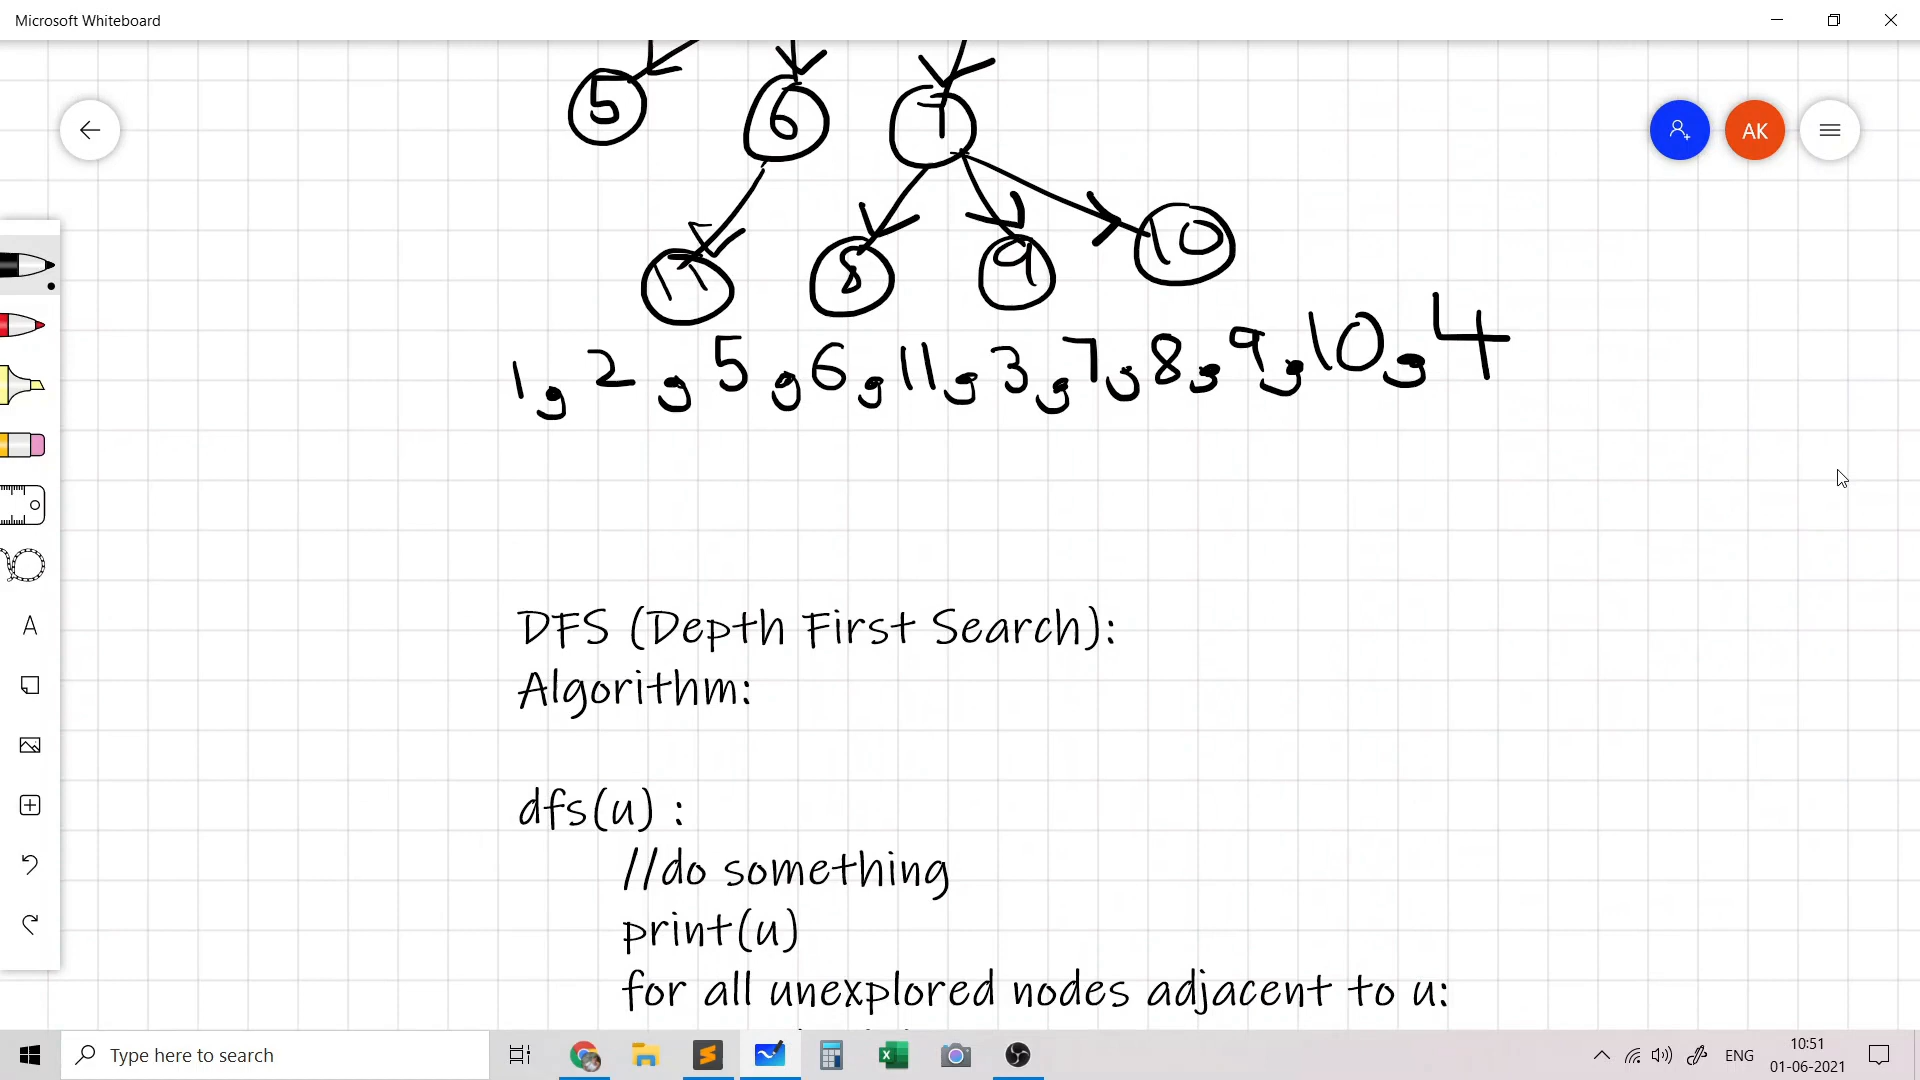 Microsoft Whiteboard
5 6 7
AK
11 8 9 10
1, 2, 5, 6, 11, 3, 7, 8, 9, 10, 4
DFS (Depth First Search):
Algorithm:
A
dfs(u) :
//do something
print(u)
for all unexplored nodes adjacent to u:
Type here to search
ENG
10:51
01-06-2021